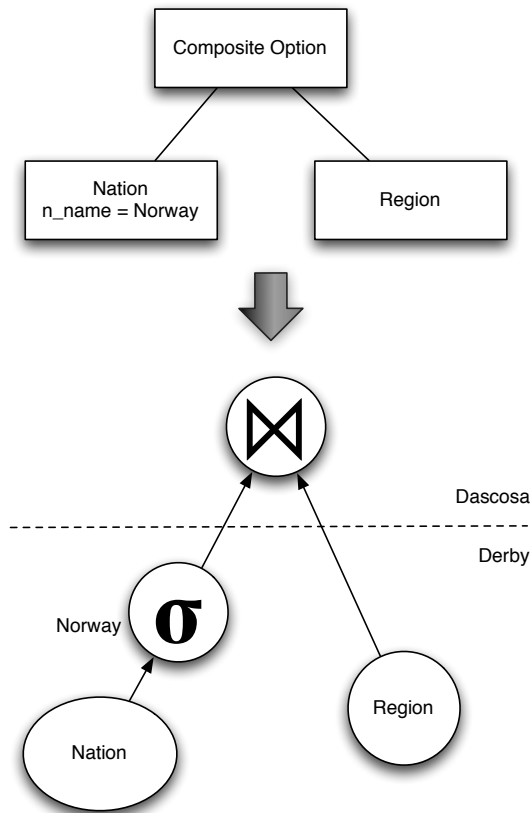 Composite Option
Nation
n_name = Norway
Region
⋈
Dascosa
Derby
Norway
σ
Region
Nation